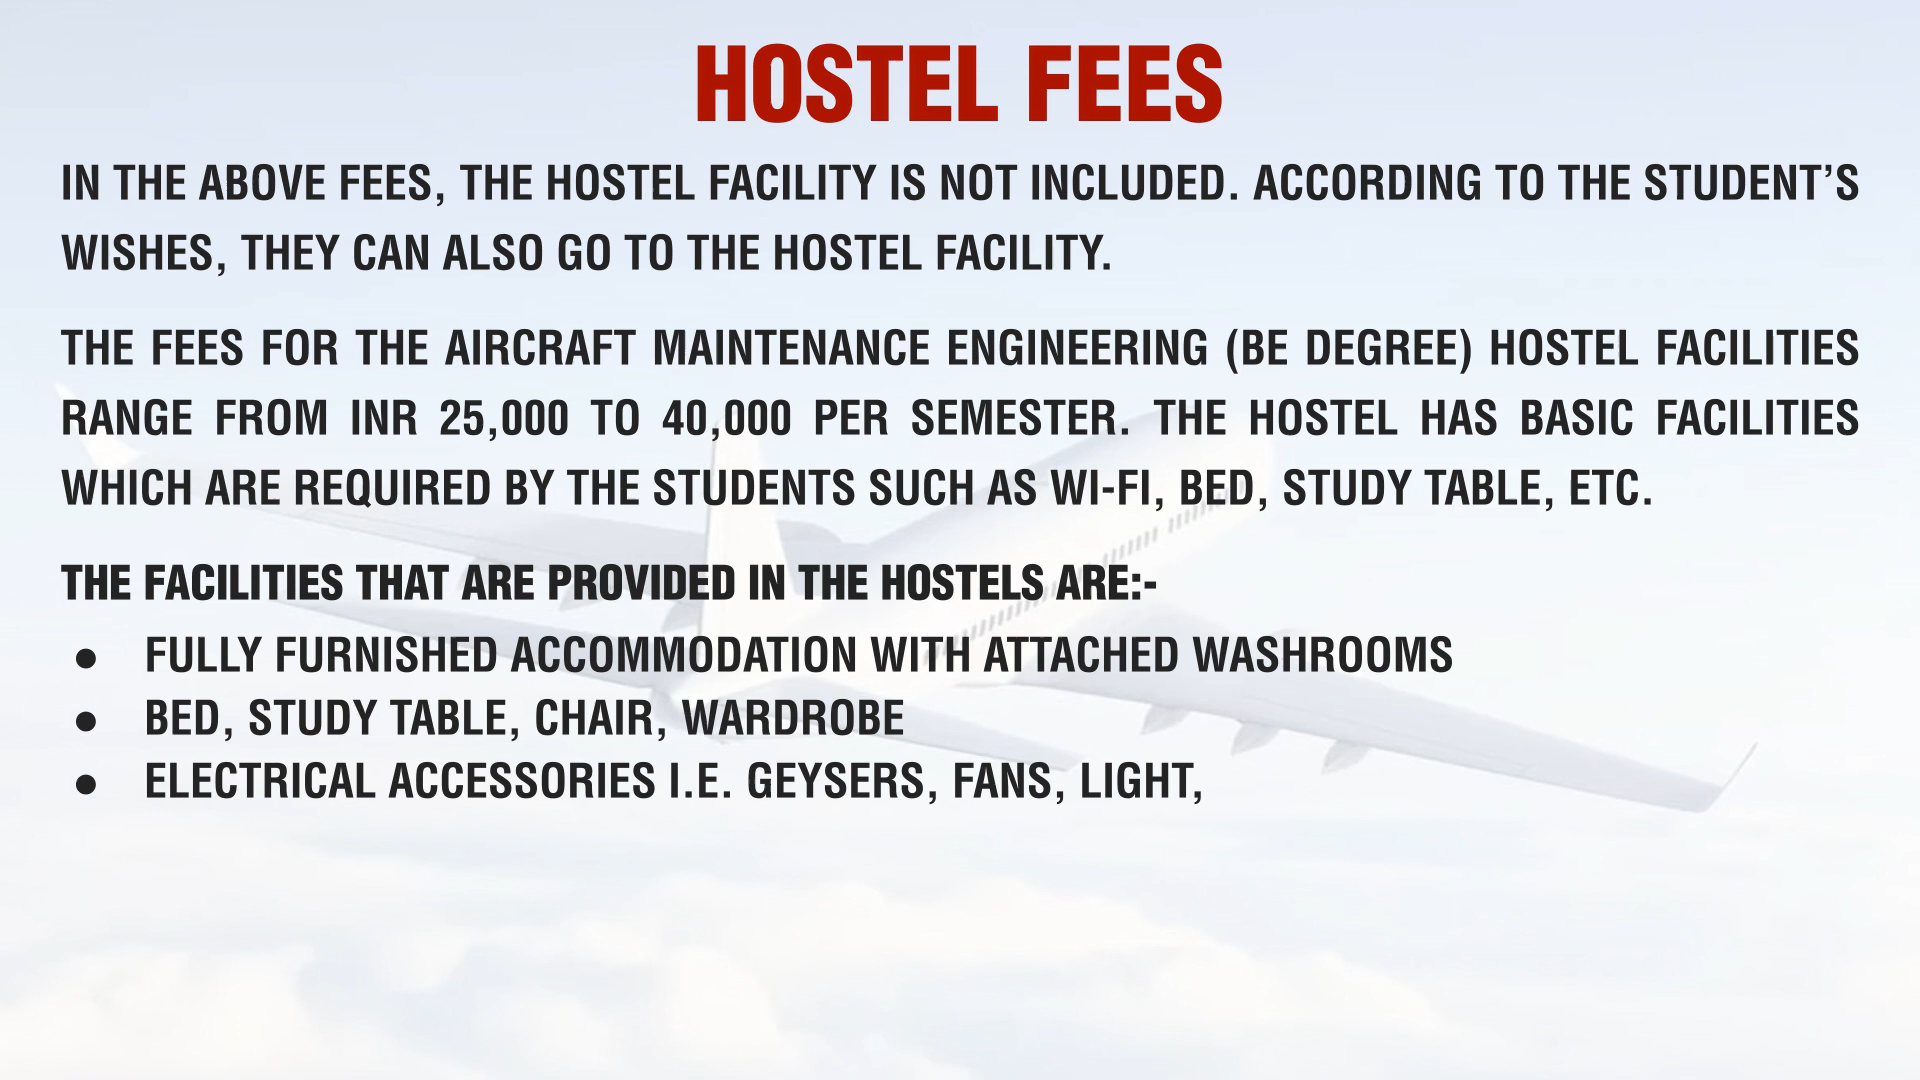 HOSTEL FEES
IN THE ABOVE FEES, THE HOSTEL FACILITY IS NOT INCLUDED. ACCORDING TO THE STUDENT’S
WISHES, THEY CAN ALSO GO TO THE HOSTEL FACILITY.
THE FEES FOR THE AIRCRAFT MAINTENANCE ENGINEERING (BE DEGREE) HOSTEL FACILITIES
RANGE FROM INR 25,000 TO 40,000 PER SEMESTER. THE HOSTEL HAS BASIC FACILITIES
WHICH ARE REQUIRED BY THE STUDENTS SUCH AS WI-FI, BED, STUDY TABLE, ETC.
THE FACILITIES THAT ARE PROVIDED IN THE HOSTELS ARE:-
● FULLY FURNISHED ACCOMMODATION WITH ATTACHED WASHROOMS
● BED, STUDY TABLE, CHAIR, WARDROBE
● ELECTRICAL ACCESSORIES I.E. GEYSERS, FANS, LIGHT,